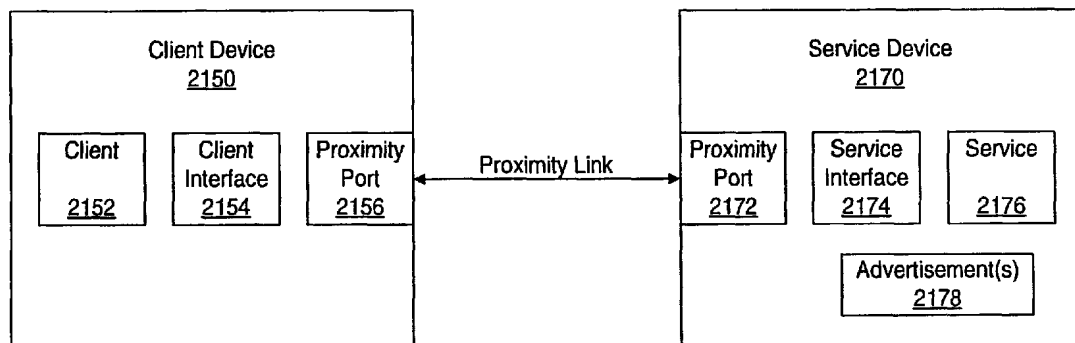 Client Device
2150
Client
2152
Client
Interface
2154
Proximity
Port
2156
Proximity Link
Service Device
2170
Proximity
Port
2172
Service
Interface
2174
Service
2176
Advertisement(s)
2178